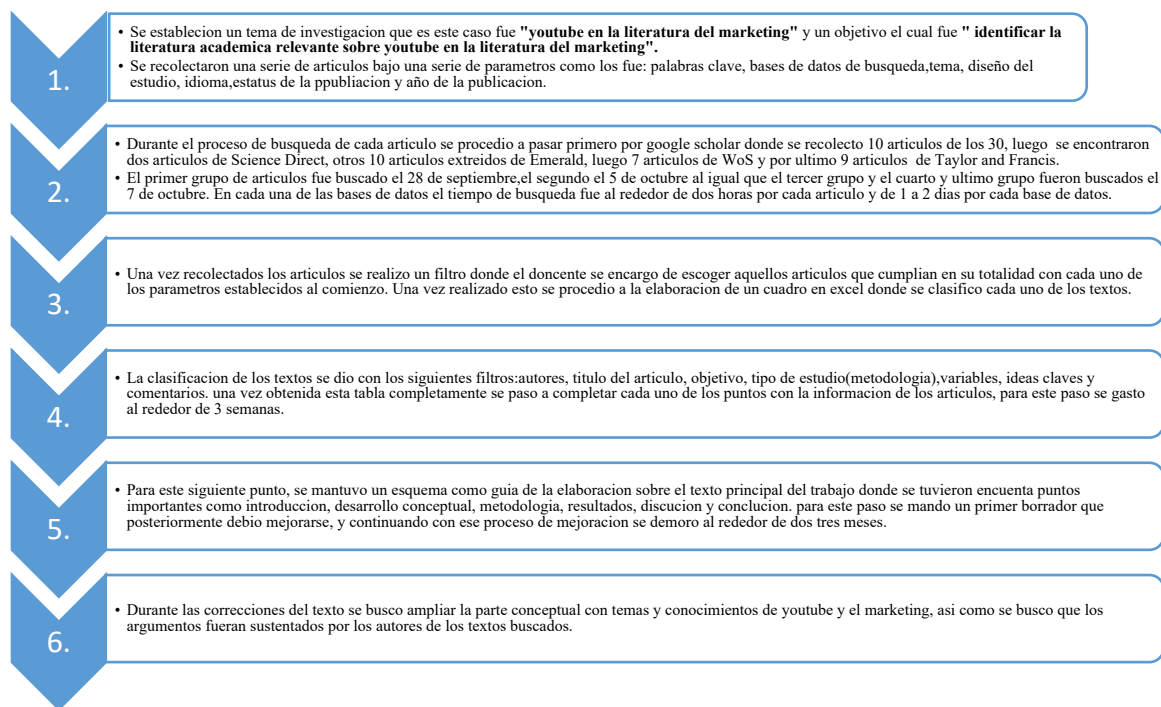 1.
• Se establecion un tema de investigacion que es este caso fue "youtube en la literatura del marketing" y un objetivo el cual fue " identificar la
literatura academica relevante sobre youtube en la literatura del marketing".
• Se recolectaron una serie de articulos bajo una serie de parametros como los fue: palabras clave, bases de datos de busqueda,tema, diseño del
estudio, idioma,estatus de la ppubliacion y año de la publicacion.
2.
• Durante el proceso de busqueda de cada articulo se procedio a pasar primero por google scholar donde se recolecto 10 articulos de los 30, luego se encontraron
dos articulos de Science Direct, otros 10 articulos extreidos de Emerald, luego 7 articulos de WoS y por ultimo 9 articulos de Taylor and Francis.
• El primer grupo de articulos fue buscado el 28 de septiembre,el segundo el 5 de octubre al igual que el tercer grupo y el cuarto y ultimo grupo fueron buscados el
7 de octubre. En cada una de las bases de datos el tiempo de busqueda fue al rededor de dos horas por cada articulo y de 1 a 2 dias por cada base de datos.
3.
• Una vez recolectados los articulos se realizo un filtro donde el doncente se encargo de escoger aquellos articulos que cumplian en su totalidad con cada uno de
los parametros establecidos al comienzo. Una vez realizado esto se procedio a la elaboracion de un cuadro en excel donde se clasifico cada uno de los textos.
4.
• La clasificacion de los textos se dio con los siguientes filtros:autores, titulo del articulo, objetivo, tipo de estudio(metodologia),variables, ideas claves y
comentarios. una vez obtenida esta tabla completamente se paso a completar cada uno de los puntos con la informacion de los articulos, para este paso se gasto
al rededor de 3 semanas.
5.
• Para este siguiente punto, se mantuvo un esquema como guia de la elaboracion sobre el texto principal del trabajo donde se tuvieron encuenta puntos
importantes como introduccion, desarrollo conceptual, metodologia, resultados, discucion y conclucion. para este paso se mando un primer borrador que
posteriormente debio mejorarse, y continuando con ese proceso de mejoracion se demoro al rededor de dos tres meses.
6.
• Durante las correcciones del texto se busco ampliar la parte conceptual con temas y conocimientos de youtube y el marketing, asi como se busco que los
argumentos fueran sustentados por los autores de los textos buscados.